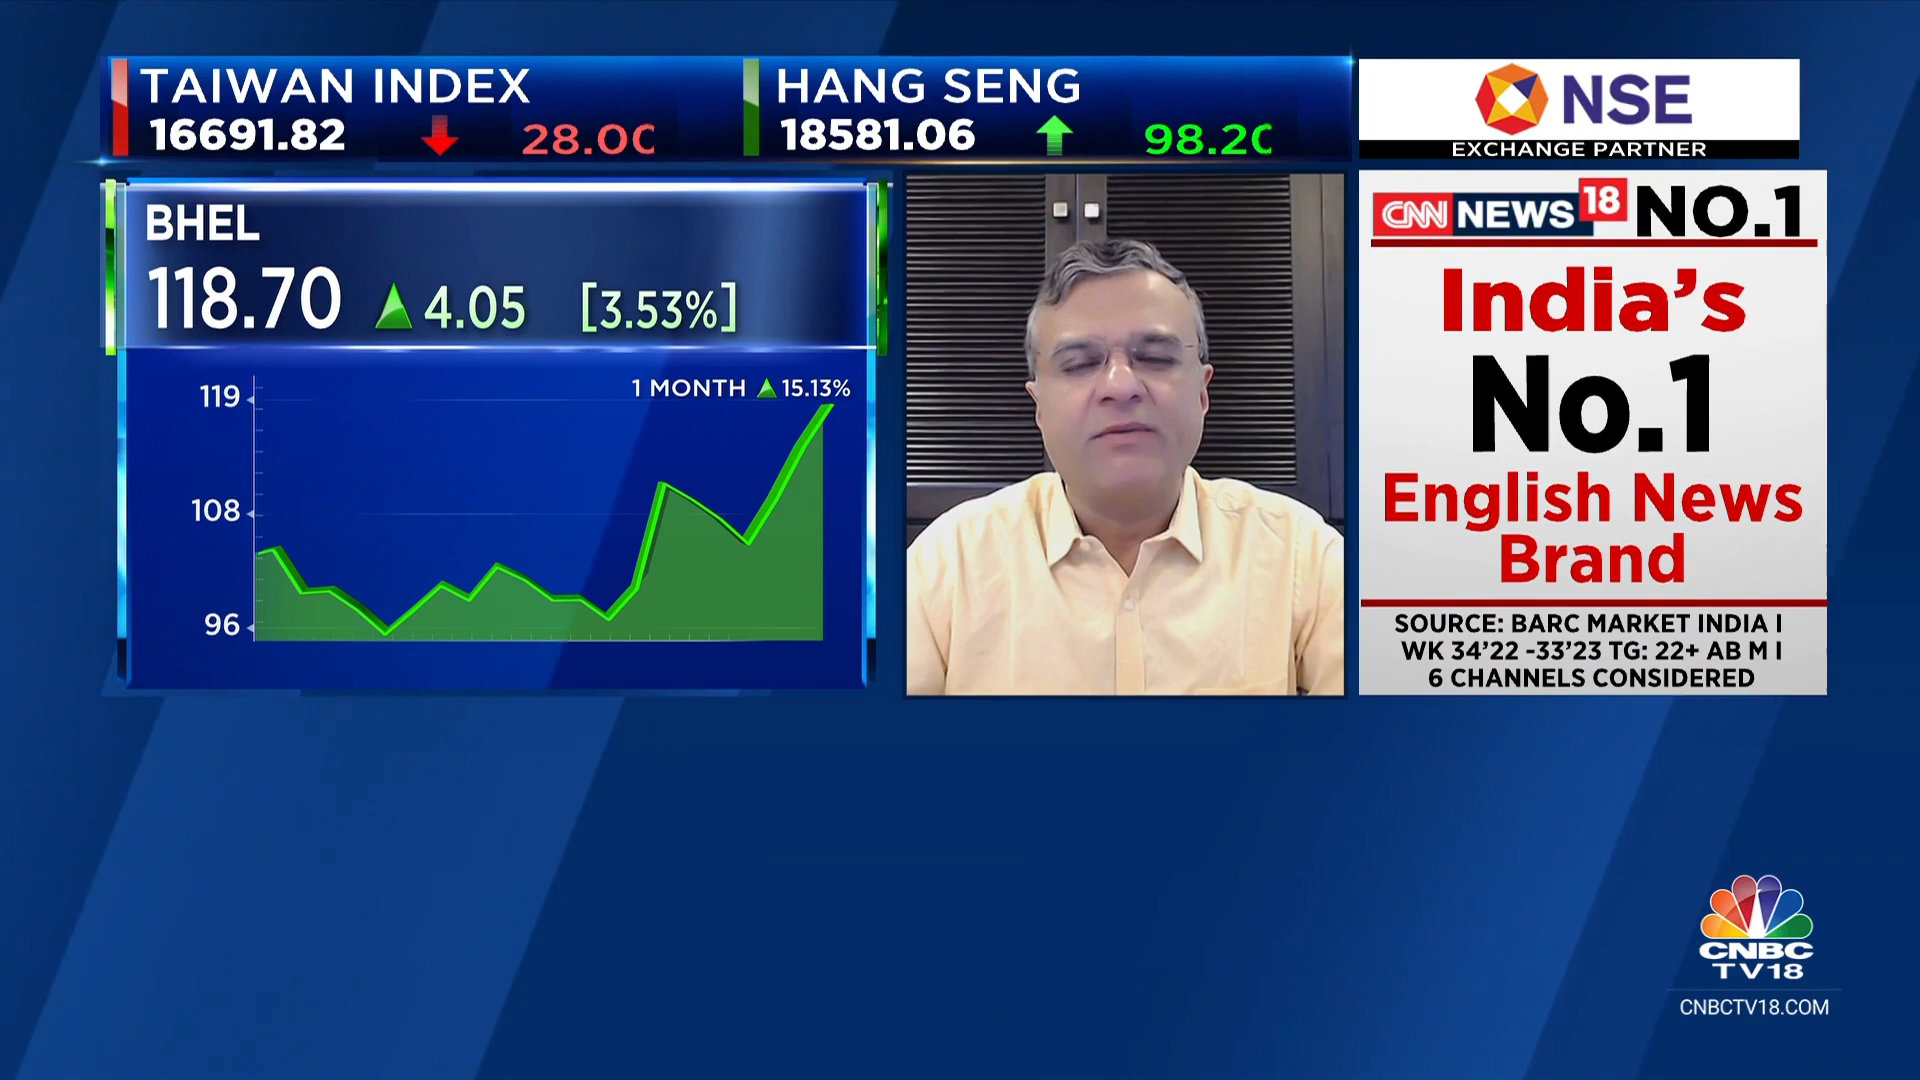 TAIWAN INDEX
16691.82
HANG SENG
18581.06
NSE
EXCHANGE PARTNER
BHEL
118.70 4.05 [3.53%]
1 MONTH 15.13%
119
108
96
CNN NEWS 18 NO.1
India's
No.1
English News
Brand
SOURCE: BARC MARKET INDIA I
WK 34'22 -33'23 TG: 22+ AB M I
6 CHANNELS CONSIDERED
CNBC
TV18
CNBCTV18.COM